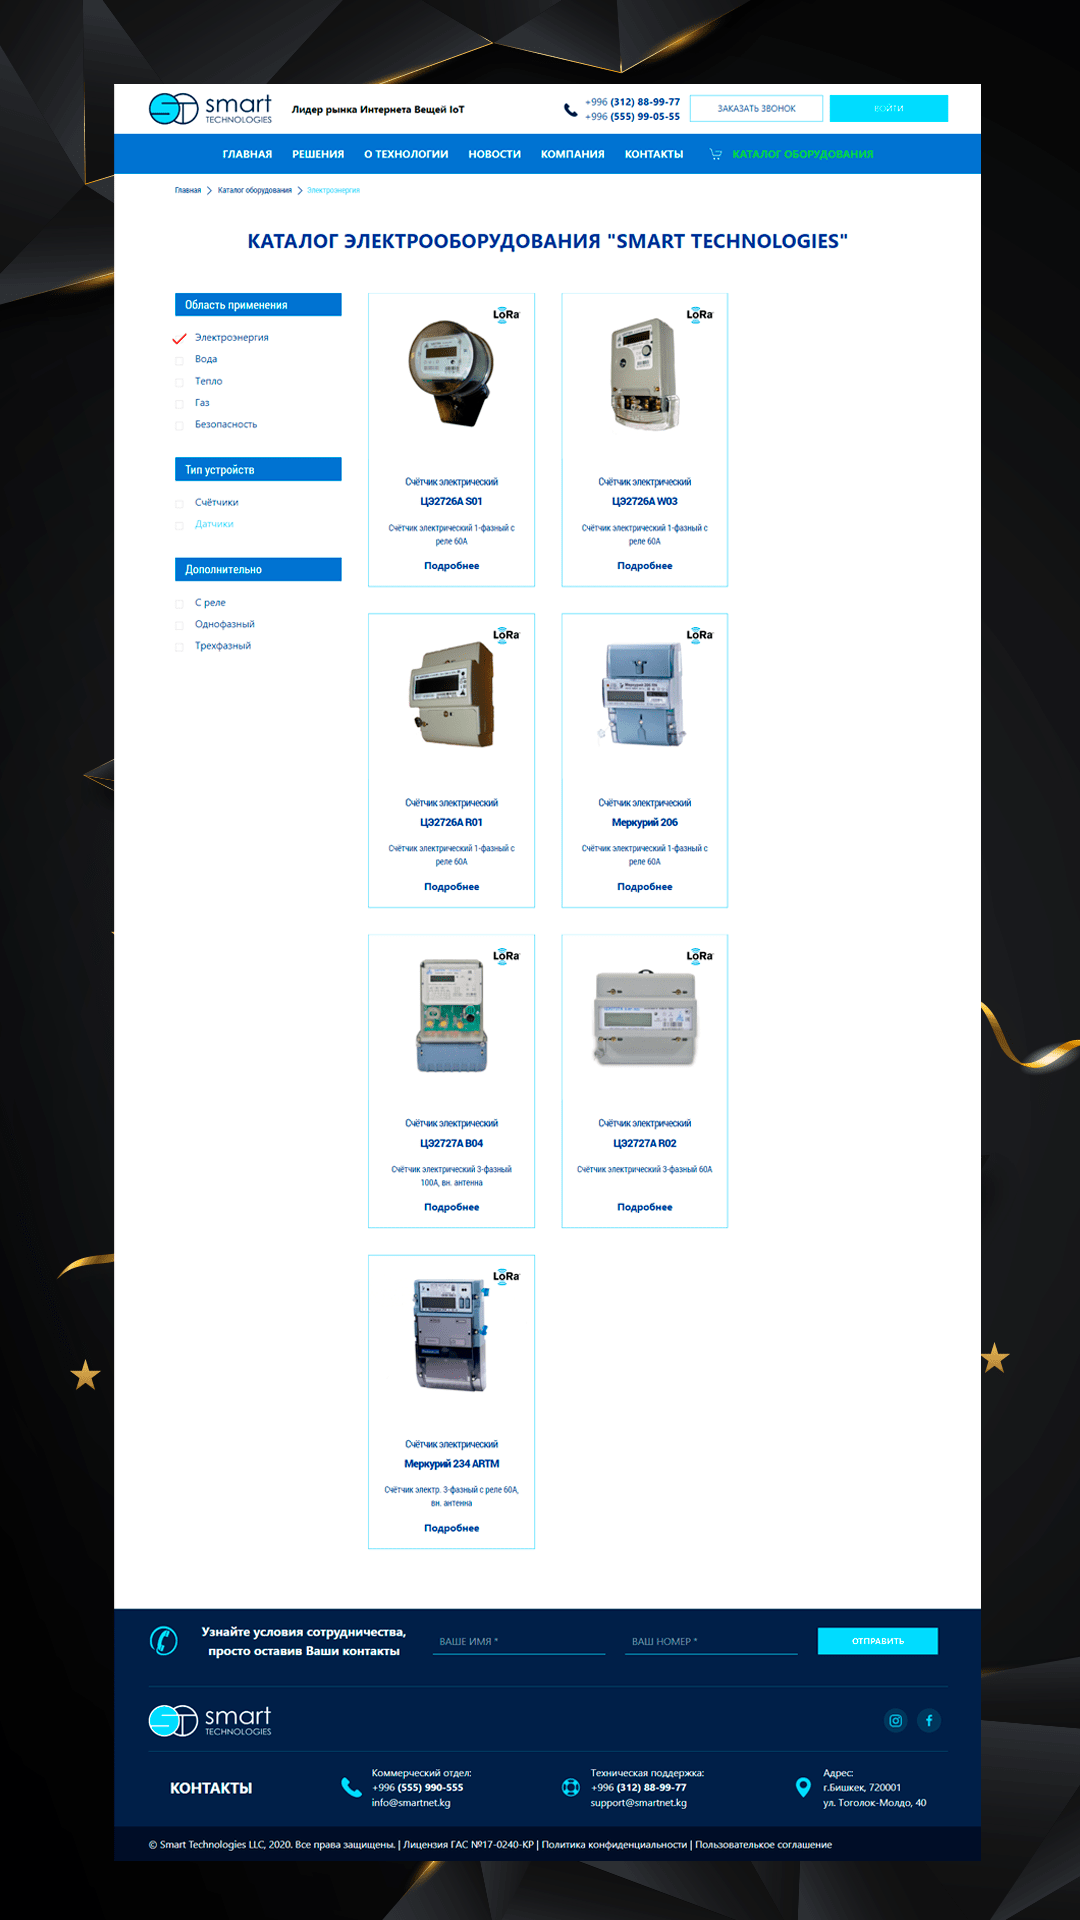 smart
TECHNOLOGIES
Лидер рынка Интернета Вещей IoT
+996 (312) 88-99-77
+996 (555) 99-05-55
ЗАКАЗАТЬ ЗВОНОК
ВОЙТИ
ГЛАВНАЯ РЕШЕНИЯ О ТЕХНОЛОГИИ НОВОСТИ КОМПАНИЯ КОНТАКТЫ КАТАЛОГ ОБОРУДОВАНИЯ
Главная > Каталог оборудования > Электроэнергия
КАТАЛОГ ЭЛЕКТРООБОРУДОВАНИЯ "SMART TECHNOLOGIES"
Область применения
Электроэнергия
Вода
Тепло
Газ
Безопасность
Тип устройств
Счётчики
Датчики
Дополнительно
С реле
Однофазный
Трехфазный
LoRa
Счётчик электрический
ЦЭ2726А S01
Счётчик электрический 1-фазный с
реле 60А
Подробнее
LoRa
Счётчик электрический
ЦЭ2726А W03
Счётчик электрический 1-фазный с
реле 60А
Подробнее
LoRa
Счётчик электрический
ЦЭ2726А R01
Счётчик электрический 1-фазный с
реле 60А
Подробнее
LoRa
Меркурий 206
Счётчик электрический
Меркурий 206
Счётчик электрический 1-фазный с
реле 60А
Подробнее
LoRa
Счётчик электрический
ЦЭ2727А B04
Счётчик электрический 3-фазный
100А, вн. антенна
Подробнее
LoRa
Счётчик электрический
ЦЭ2727А R02
Счётчик электрический 3-фазный 60А
Подробнее
LoRa
Счётчик электрический
Меркурий 234 ARTM
Счётчик электр. 3-фазный с реле 60А,
вн. антенна
Подробнее
Узнайте условия сотрудничества,
просто оставив Ваши контакты
ВАШЕ ИМЯ *
ВАШ НОМЕР *
ОТПРАВИТЬ
smart
TECHNOLOGIES
КОНТАКТЫ
Коммерческий отдел:
+996 (555) 990-555
info@smartnet.kg
Техническая поддержка:
+996 (312) 88-99-77
support@smartnet.kg
Адрес:
г.Бишкек, 720001
ул. Тоголок-Молдо, 40
© Smart Technologies LLC, 2020. Все права защищены. | Лицензия ГАС №17-0240-КР | Политика конфиденциальности | Пользователькое соглашение